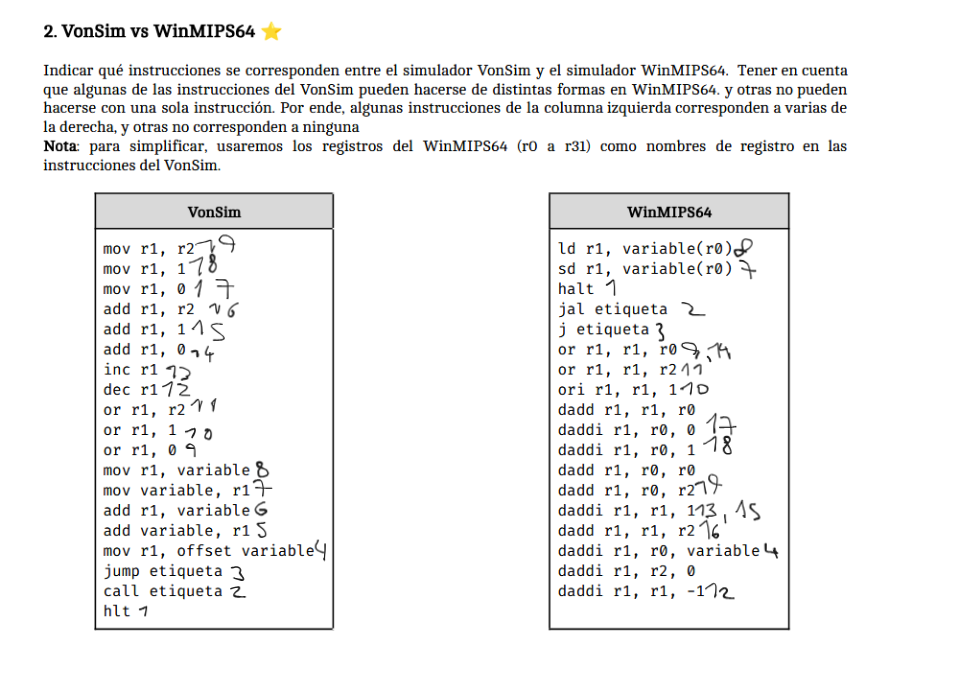 2. VonSim vs WinMIPS64 ⭐
Indicar qué instrucciones se corresponden entre el simulador VonSim y el simulador WinMIPS64. Tener en cuenta
que algunas de las instrucciones del VonSim pueden hacerse de distintas formas en WinMIPS64. y otras no pueden
hacerse con una sola instrucción. Por ende, algunas instrucciones de la columna izquierda corresponden a varias de
la derecha, y otras no corresponden a ninguna
Nota: para simplificar, usaremos los registros del WinMIPS64 (r0 a r31) como nombres de registro en las
instrucciones del VonSim.
VonSim
mov r1, r2 19
mov r1, 1 18
mov r1, 0 17
add r1, r2 16
add r1, 1 15
add r1, 0 14
inc r1 13
dec r1 12
or r1, r2 11
or r1, 1 10
or r1, 0 9
mov r1, variable 8
mov variable, r1 7
add r1, variable 6
add variable, r1 5
mov r1, offset variable 4
jump etiqueta 3
call etiqueta 2
hlt 1
WinMIPS64
ld r1, variable(r0) 8
sd r1, variable(r0) 7
halt 1
jal etiqueta 2
j etiqueta 3
or r1, r1, r0 9, 14
or r1, r1, r2 11
ori r1, r1, 1 10
dadd r1, r1, r0
daddi r1, r0, 0 17
daddi r1, r0, 1 18
dadd r1, r0, r0
dadd r1, r0, r2 19
daddi r1, r1, 1 13, 15
dadd r1, r1, r2 16
daddi r1, r0, variable 4
daddi r1, r2, 0
daddi r1, r1, -1 12